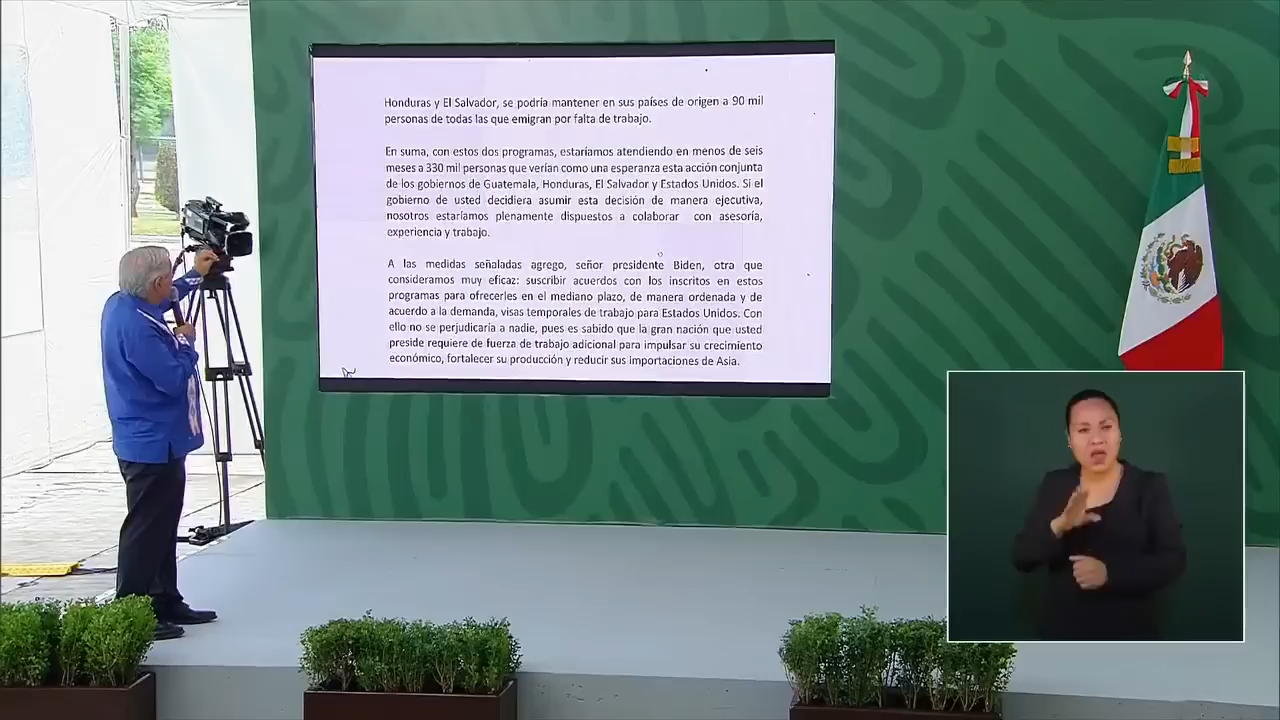 Honduras y El Salvador, se podría mantener en sus países de origen a 90 mil
personas de todas las que emigran por falta de trabajo.
En suma, con estos dos programas, estaríamos atendiendo en menos de seis
meses a 330 mil personas que verían como una esperanza esta acción conjunta
de los gobiernos de Guatemala, Honduras, El Salvador y Estados Unidos. Si el
gobierno de usted decidiera asumir esta decisión de manera ejecutiva,
nosotros estaríamos plenamente dispuestos a colaborar con asesoría,
experiencia y trabajo.
A las medidas señaladas agrego, señor presidente Biden, otra que
consideramos muy eficaz: suscribir acuerdos con los inscritos en estos
programas para ofrecerles en el mediano plazo, de manera ordenada y de
acuerdo a la demanda, visas temporales de trabajo para Estados Unidos. Con
ello no se perjudicaría a nadie, pues es sabido que la gran nación que usted
preside requiere de fuerza de trabajo adicional para impulsar su crecimiento
económico, fortalecer su producción y reducir sus importaciones de Asia.